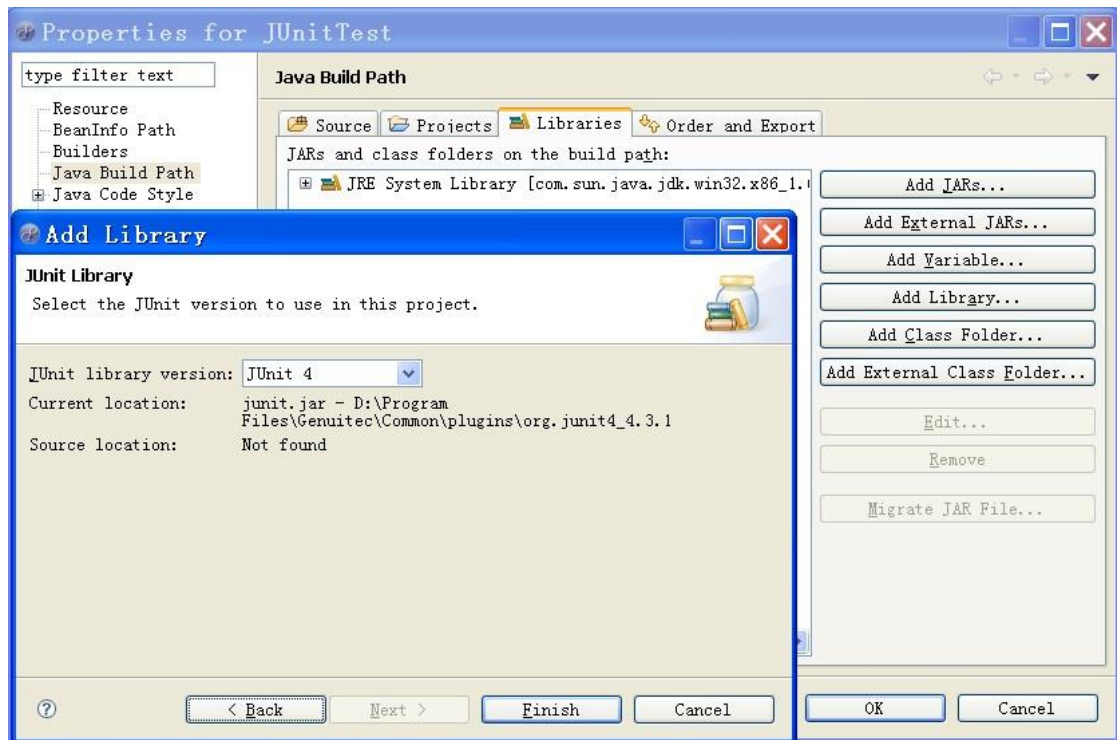 Properties for JUnitTest
type filter text
Java Build Path
Resource
BeanInfo Path
Builders
Java Build Path
Java Code Style
Source
Projects
Libraries
Order and Export
JARs and class folders on the build path:
JRE System Library [com.sun.java.jdk.win32.x86_1.
Add JARs...
Add External JARs...
Add Variable...
Add Library...
Add Class Folder...
Add External Class Folder...
Edit...
Remove
Migrate JAR File...
OK
Cancel
Add Library
JUnit Library
Select the JUnit version to use in this project.
JUnit library version: JUnit 4
Current location: junit.jar - D:\Program
Files\Genuitec\Common\plugins\org.junit4_4.3.1
Source location: Not found
?
< Back
Next >
Finish
Cancel